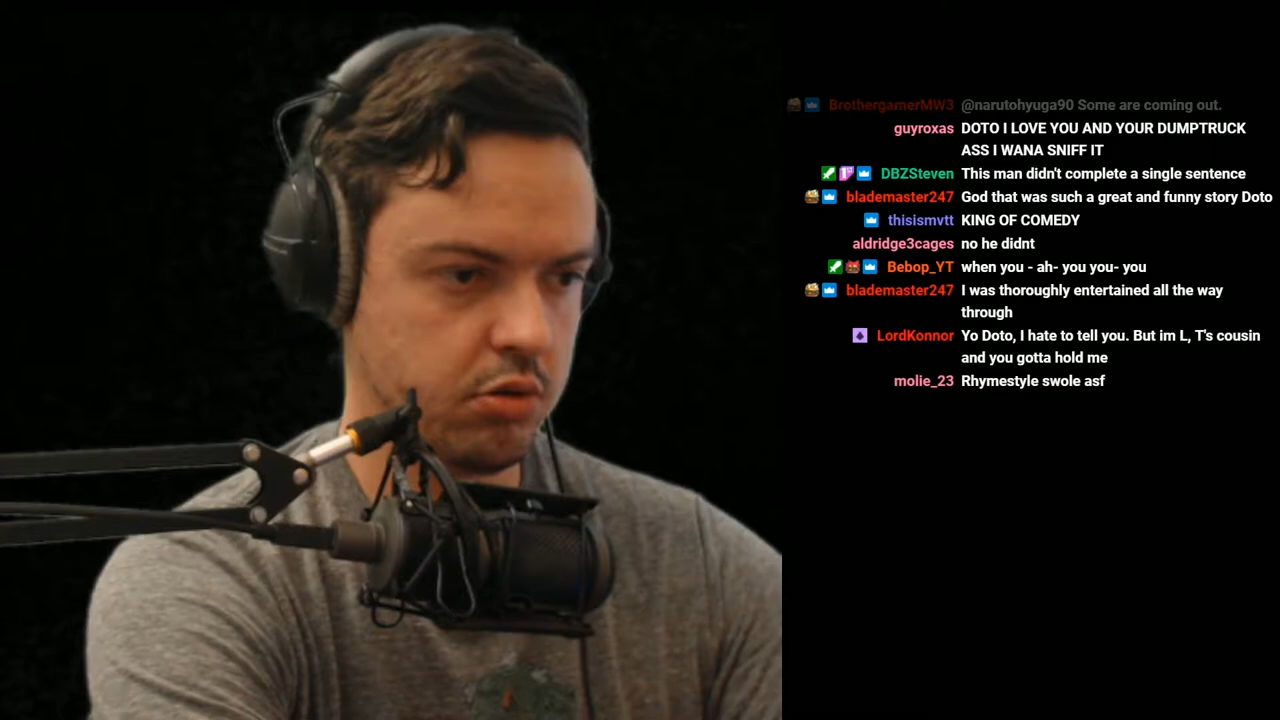 BrothergamerMW3 @narutohyuga90 Some are coming out.
guyroxas DOTO I LOVE YOU AND YOUR DUMPTRUCK
ASS I WANA SNIFF IT
DBZSteven This man didn't complete a single sentence
blademaster247 God that was such a great and funny story Doto
thisismvtt KING OF COMEDY
aldridge3cages no he didnt
Bebop_YT when you - ah- you you- you
blademaster247 I was thoroughly entertained all the way
through
LordKonnor Yo Doto, I hate to tell you. But im L, T's cousin
and you gotta hold me
molie_23 Rhymestyle swole asf